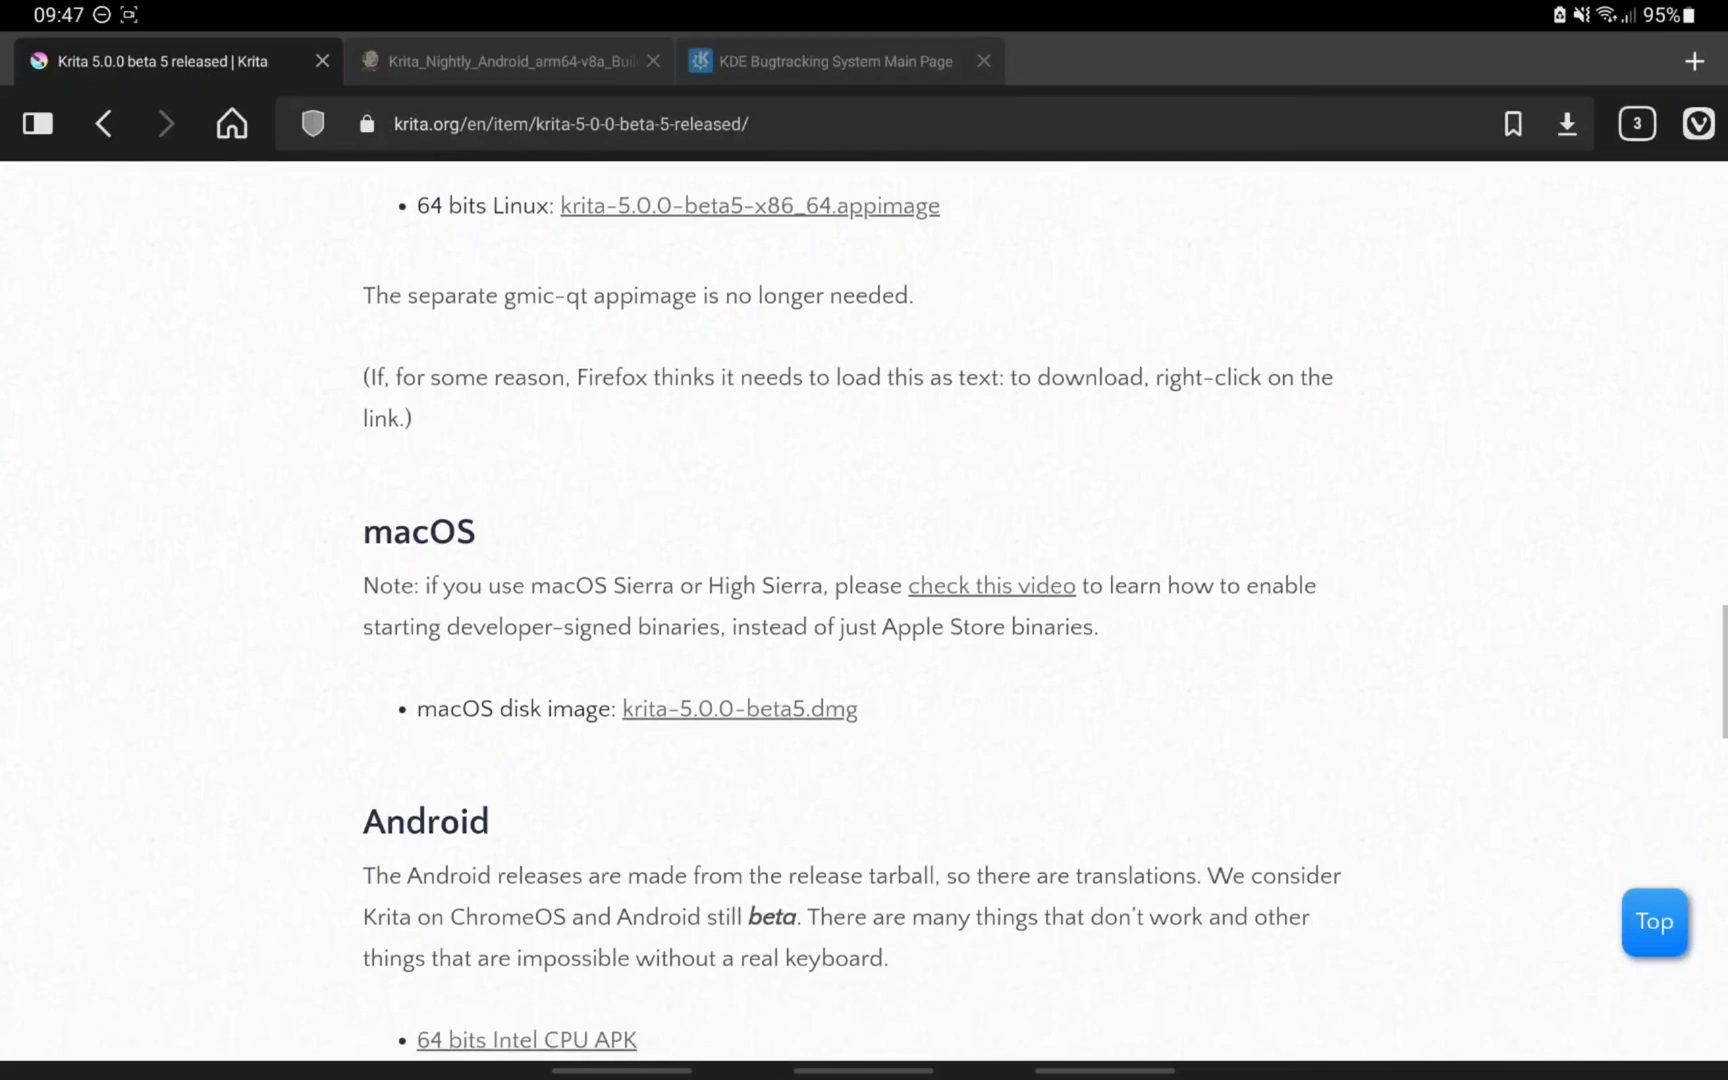 09:47
95%
Krita 5.0.0 beta 5 released | Krita
Krita_Nightly_Android_arm64-v8a_Buil
KDE Bugtracking System Main Page
krita.org/en/item/krita-5-0-0-beta-5-released/
3
• 64 bits Linux: krita-5.0.0-beta5-x86_64.appimage
The separate gmic-qt appimage is no longer needed.
(If, for some reason, Firefox thinks it needs to load this as text: to download, right-click on the
link.)
macOS
Note: if you use macOS Sierra or High Sierra, please check this video to learn how to enable
starting developer-signed binaries, instead of just Apple Store binaries.
• macOS disk image: krita-5.0.0-beta5.dmg
Android
The Android releases are made from the release tarball, so there are translations. We consider
Krita on ChromeOS and Android still beta. There are many things that don't work and other
things that are impossible without a real keyboard.
Top
• 64 bits Intel CPU APK